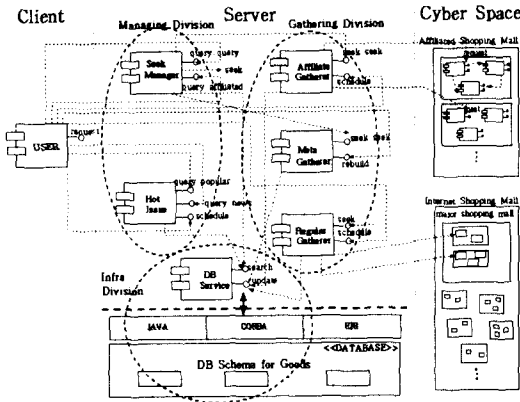 Client
Server
Cyber Space
Managing Division
Gathering Division
Affiliated Shopping Mall
query query
seek
query affiliated
Seek
Manager
seek seek
schedule
Affiliate
Gatherer
request
request
USER
seek seek
rebuild
Meta
Gatherer
query popular
query news
schedule
Hot
Issue
seek
schedule
Regular
Gatherer
Internet Shopping Mall
major shopping mall
Infra
Division
DB
Service
search
update
JAVA
CORBA
EJB
<<DATABASE>>
DB Schema for Goods